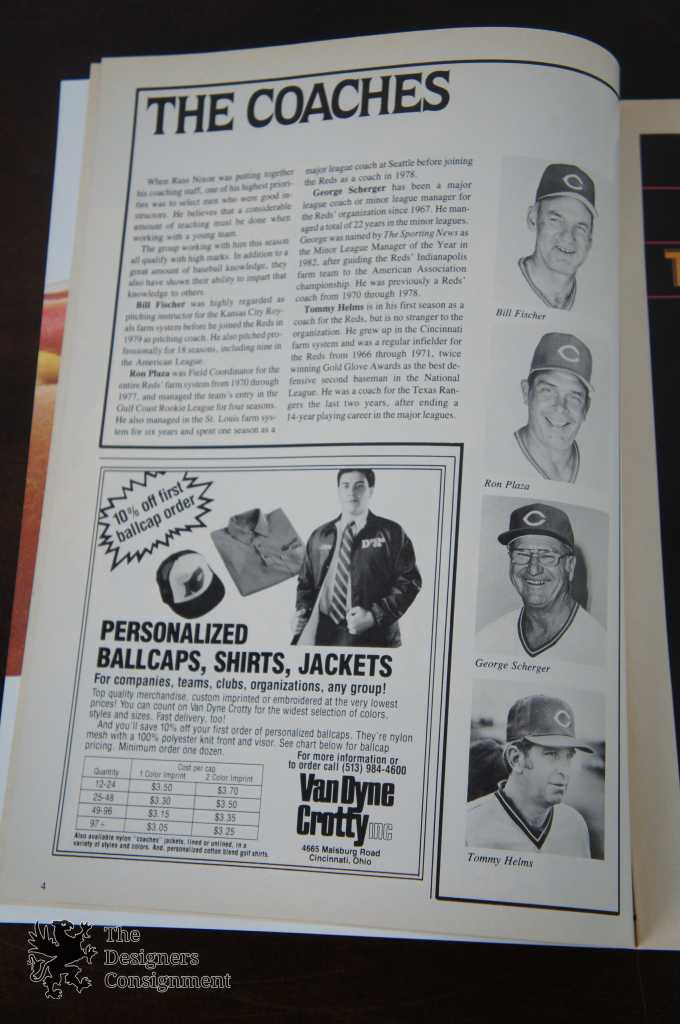 THE COACHES
When Russ Nixon was putting together
his coaching staff, one of his highest priori-
ties was to select men who were good in-
structors. He believes that a considerable
amount of teaching must be done when
working with a young team.
The group working with him this season
all qualify with high marks. In addition to a
great amount of baseball knowledge, they
also have shown their ability to impart that
knowledge to others.
Bill Fischer was highly regarded as
pitching instructor for the Kansas City Roy-
als farm system before he joined the Reds in
1979 as pitching coach. He also pitched pro-
fessionally for 18 seasons, including nine in
the American League.
Ron Plaza was Field Coordinator for the
entire Reds' farm system from 1970 through
1977, and managed the team's entry in the
Gulf Coast Rookie League for four seasons.
He also managed in the St. Louis farm sys-
tem for six years and spent one season as a
major league coach at Seattle before joining
the Reds as a coach in 1978.
George Scherger has been a major
league coach or minor league manager for
the Reds' organization since 1967. He man-
aged a total of 22 years in the minor leagues.
George was named by The Sporting News as
the Minor League Manager of the Year in
1982, after guiding the Reds' Indianapolis
farm team to the American Association
championship. He was previously a Reds'
coach from 1970 through 1978.
Tommy Helms is in his first season as a
coach for the Reds, but is no stranger to the
organization. He grew up in the Cincinnati
farm system and was a regular infielder for
the Reds from 1966 through 1971, twice
winning Gold Glove Awards as the best de-
fensive second baseman in the National
League. He was a coach for the Texas Ran-
gers the last two years, after ending a
14-year playing career in the major leagues.
C
Bill Fischer
C
Ron Plaza
C
George Scherger
C
Tommy Helms
10% off first
ballcap order
PERSONALIZED
BALLCAPS, SHIRTS, JACKETS
For companies, teams, clubs, organizations, any group!
Top quality merchandise, custom imprinted or embroidered at the very lowest
prices! You can count on Van Dyne Crotty for the widest selection of colors,
styles and sizes. Fast delivery, too!
And you'll save 10% off your first order of personalized ballcaps. They're nylon
mesh with a 100% polyester knit front and visor. See chart below for ballcap
pricing. Minimum order one dozen.
Cost per cap
Quantity 1 Color Imprint 2 Color Imprint
12-24 $3.50 $3.70
25-48 $3.30 $3.50
49-96 $3.15 $3.35
97+ $3.05 $3.25
Also available nylon "coaches" jackets, lined or unlined, in a
variety of styles and colors. And, personalized cotton blend golf shirts.
For more information or
to order call (513) 984-4600
Van Dyne
Crotty INC
4665 Malsburg Road
Cincinnati, Ohio
4
The
Designers
Consignment